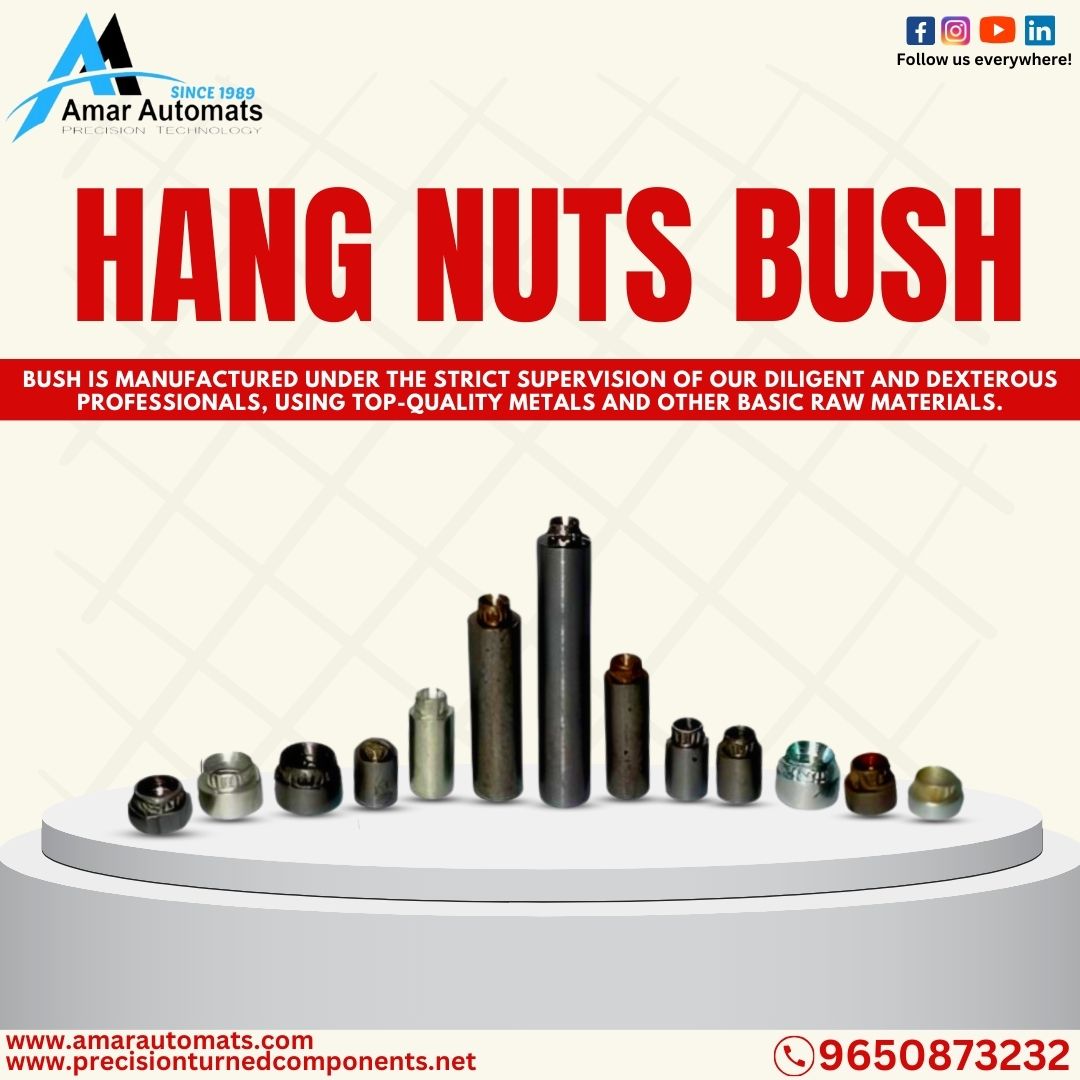 SINCE 1989
Amar Automats
PRECISION TECHNOLOGY
Follow us everywhere!
HANG NUTS BUSH
BUSH IS MANUFACTURED UNDER THE STRICT SUPERVISION OF OUR DILIGENT AND DEXTEROUS
PROFESSIONALS, USING TOP-QUALITY METALS AND OTHER BASIC RAW MATERIALS.
www.amarautomats.com
www.precisionturnedcomponents.net
9650873232